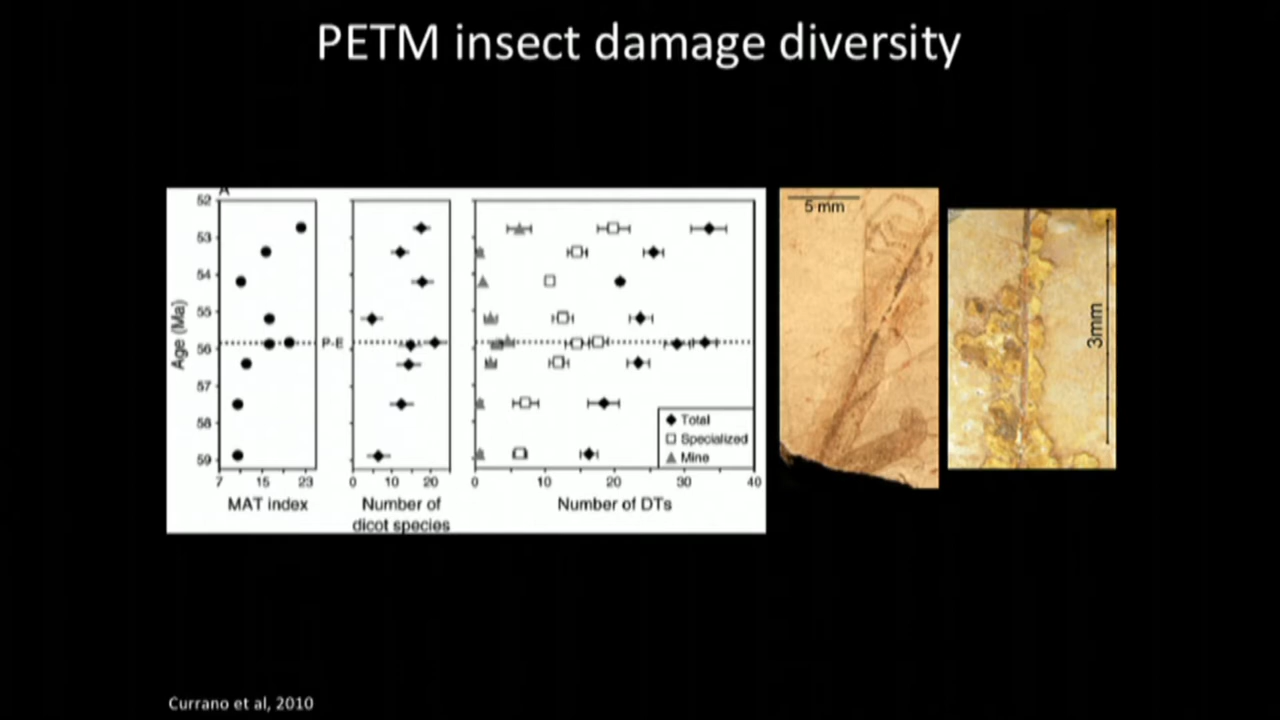 PETM insect damage diversity
A
52
53
54
55
56
57
58
59
Age (Ma)
P-E
7 15 23
MAT index
0 10 20
Number of
dicot species
0 10 20 30 40
Number of DTs
Total
Specialized
Mine
5 mm
3mm
Currano et al, 2010